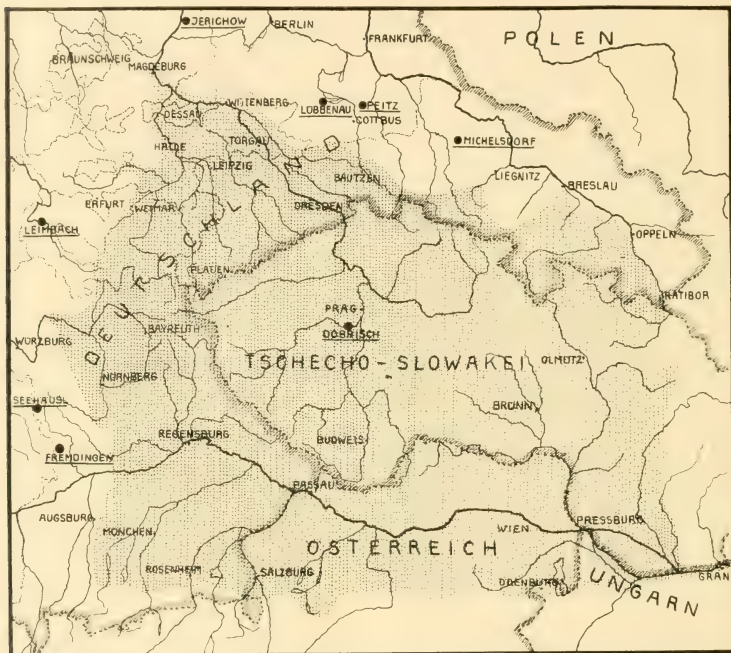 JERICHOW
BERLIN
FRANKFURT
POLEN
BRAUNSCHWEIG
MAGDEBURG
DESSAU
WITTENBERG
LÜBBENAU
PEITZ
COTTBUS
MICHELSDORF
HALLE
TORGAU
LEIPZIG
BAUTZEN
LIEGNITZ
BRESLAU
ERFURT
WEIMAR
DRESDEN
LEIMBACH
DEUTSCHLAND
OPPELN
PLAUEN
RATIBOR
PRAG
DOBRISCH
WÜRZBURG
BAYREUTH
TSCHECHO-SLOWAKEI
OLMÜTZ
NÜRNBERG
SEEHÄUSL
BRÜNN
REGENSBURG
BUDWEIS
FREMDINGEN
PASSAU
AUGSBURG
MÜNCHEN
WIEN
PRESSBURG
ÖSTERREICH
ROSENHEIM
SALZBURG
ÖDENBURG
UNGARN
GRAN